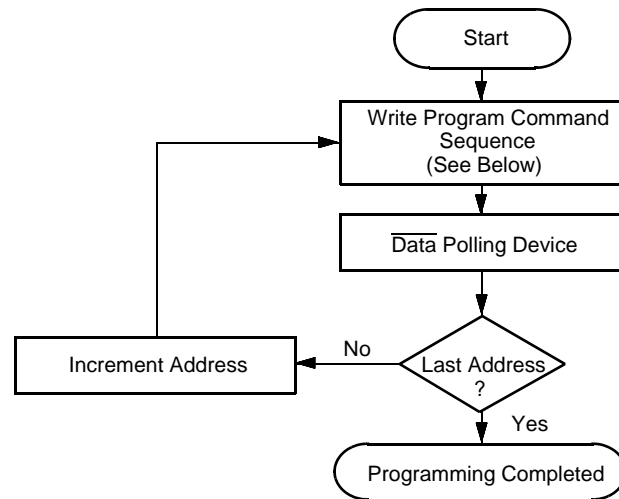 Start
Write Program Command
Sequence
(See Below)
Data Polling Device
No
Increment Address
Last Address
?
Yes
Programming Completed